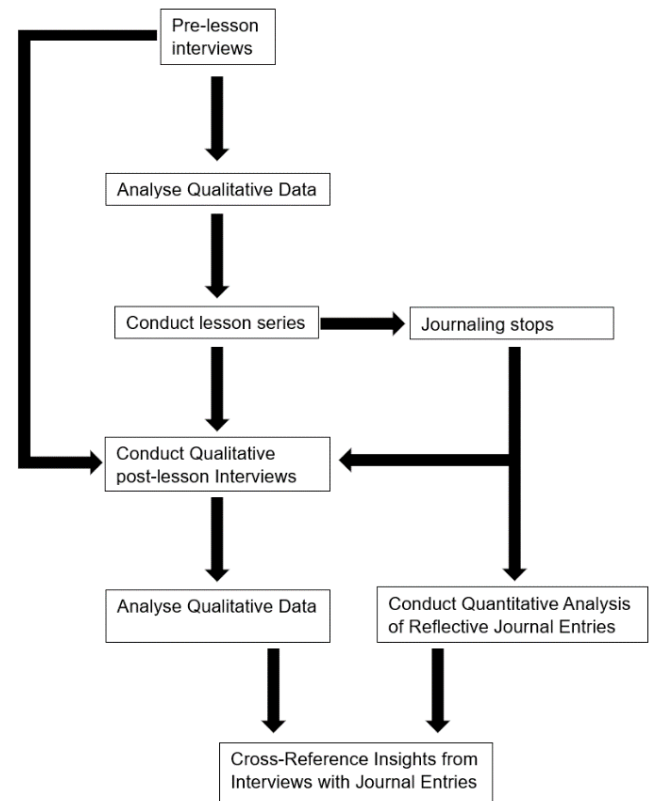 Pre-lesson
interviews
Analyse Qualitative Data
Conduct lesson series
Journaling stops
Conduct Qualitative
post-lesson Interviews
Analyse Qualitative Data
Conduct Quantitative Analysis
of Reflective Journal Entries
Cross-Reference Insights from
Interviews with Journal Entries